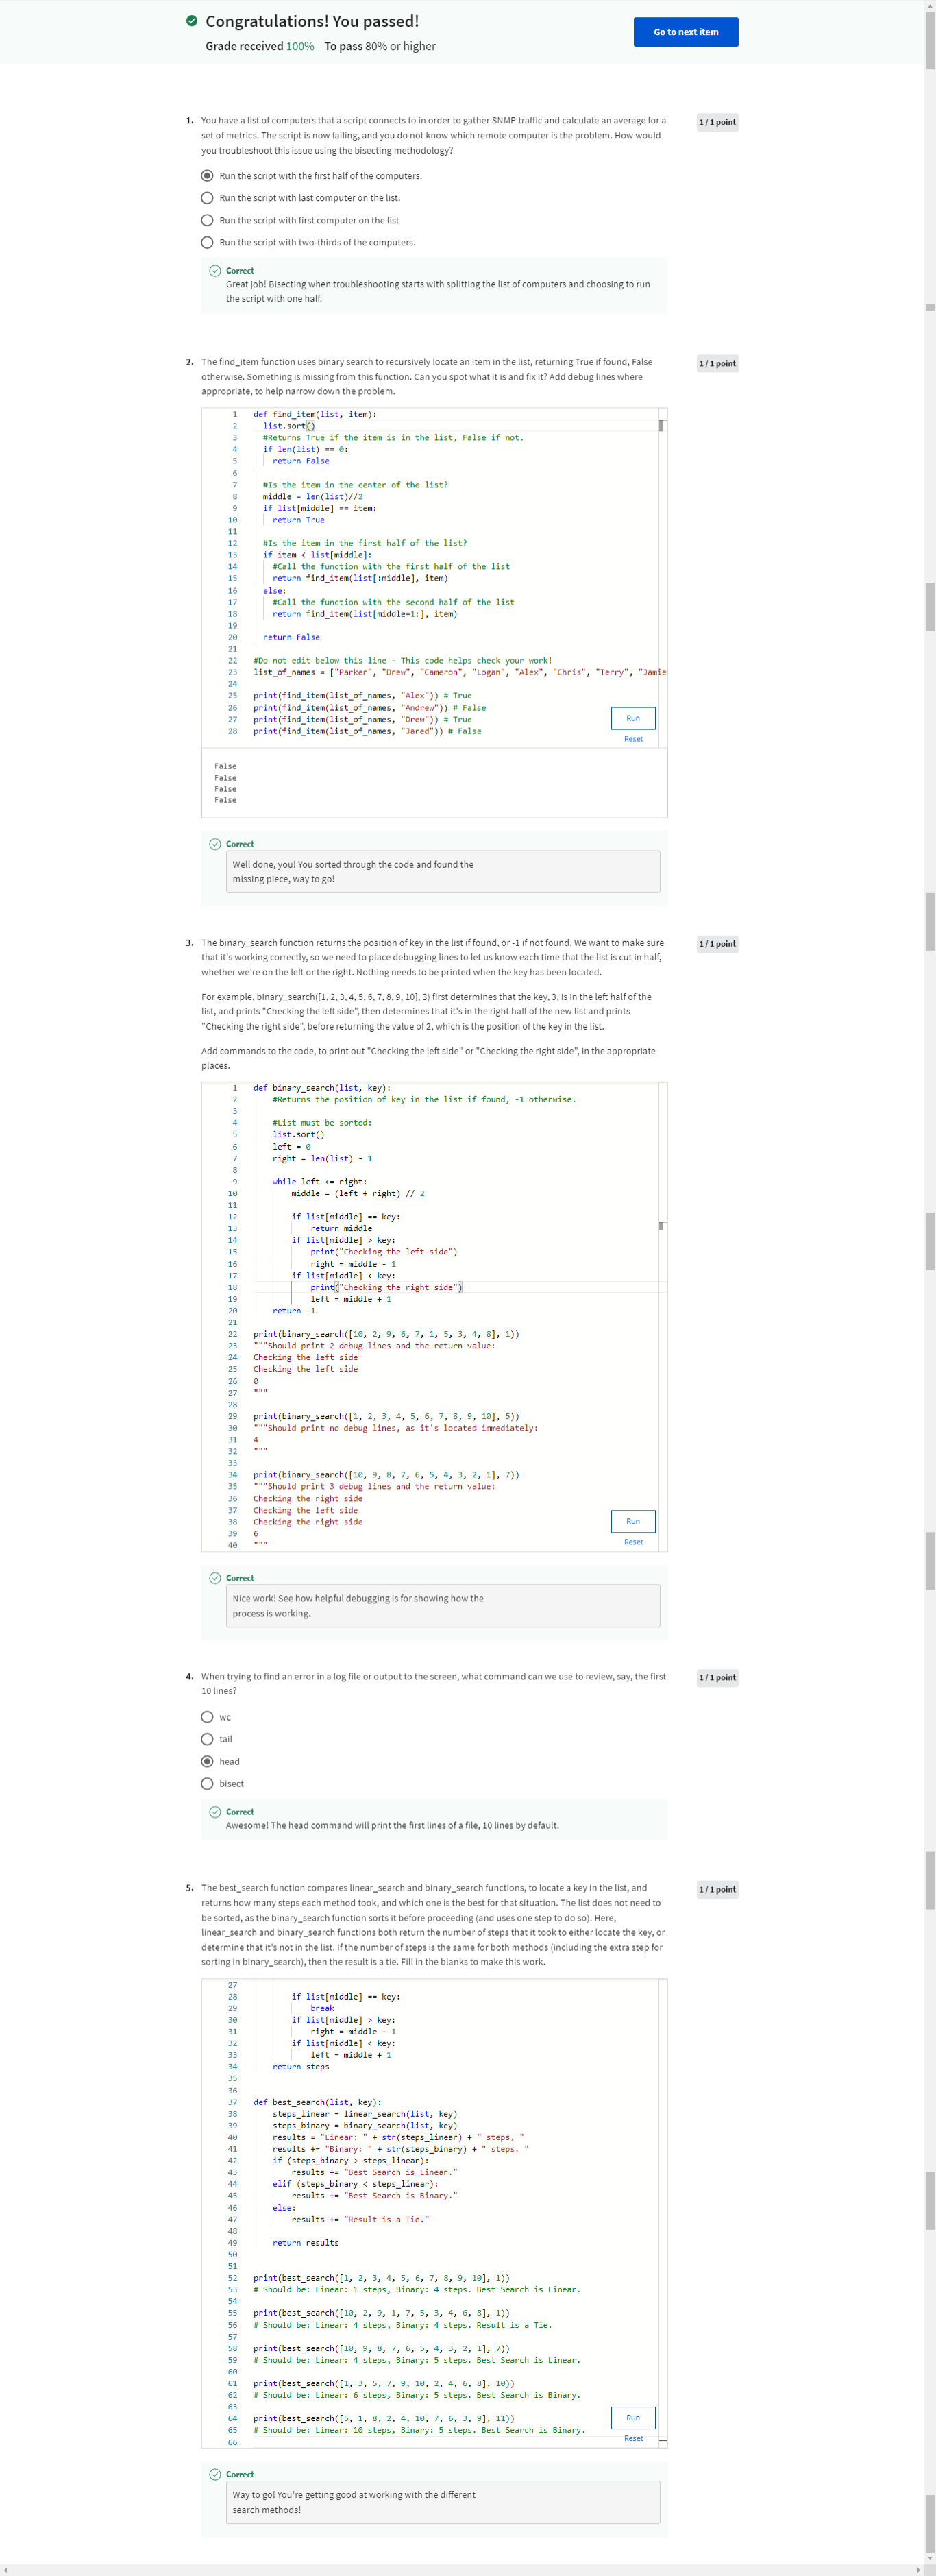 Congratulations! You passed!
Grade received 100% To pass 80% or higher
Go to next item
1. You have a list of computers that a script connects to in order to gather SNMP traffic and calculate an average for a
set of metrics. The script is now failing, and you do not know which remote computer is the problem. How would
you troubleshoot this issue using the bisecting methodology?
1 / 1 point
Run the script with the first half of the computers.
Run the script with last computer on the list.
Run the script with first computer on the list
Run the script with two-thirds of the computers.
Correct
Great job! Bisecting when troubleshooting starts with splitting the list of computers and choosing to run
the script with one half.
2. The find_item function uses binary search to recursively locate an item in the list, returning True if found, False
otherwise. Something is missing from this function. Can you spot what it is and fix it? Add debug lines where
appropriate, to help narrow down the problem.
1 / 1 point
1 def find_item(list, item):
2 list.sort()
3 #Returns True if the item is in the list, False if not.
4 if len(list) == 0:
5 return False
6
7 #Is the item in the center of the list?
8 middle = len(list)//2
9 if list[middle] == item:
10 return True
11
12 #Is the item in the first half of the list?
13 if item < list[middle]:
14 #Call the function with the first half of the list
15 return find_item(list[:middle], item)
16 else:
17 #Call the function with the second half of the list
18 return find_item(list[middle+1:], item)
19
20 return False
21
22 #Do not edit below this line - This code helps check your work!
23 list_of_names = ["Parker", "Drew", "Cameron", "Logan", "Alex", "Chris", "Terry", "Jamie
24
25 print(find_item(list_of_names, "Alex")) # True
26 print(find_item(list_of_names, "Andrew")) # False
27 print(find_item(list_of_names, "Drew")) # True
28 print(find_item(list_of_names, "Jared")) # False
Run
Reset
False
False
False
False
Correct
Well done, you! You sorted through the code and found the
missing piece, way to go!
3. The binary_search function returns the position of key in the list if found, or -1 if not found. We want to make sure
that it's working correctly, so we need to place debugging lines to let us know each time that the list is cut in half,
whether we're on the left or the right. Nothing needs to be printed when the key has been located.
1 / 1 point
For example, binary_search([1, 2, 3, 4, 5, 6, 7, 8, 9, 10], 3) first determines that the key, 3, is in the left half of the
list, and prints "Checking the left side", then determines that it's in the right half of the new list and prints
"Checking the right side", before returning the value of 2, which is the position of the key in the list.
Add commands to the code, to print out "Checking the left side" or "Checking the right side", in the appropriate
places.
1 def binary_search(list, key):
2 #Returns the position of key in the list if found, -1 otherwise.
3
4 #List must be sorted:
5 list.sort()
6 left = 0
7 right = len(list) - 1
8
9 while left <= right:
10 middle = (left + right) // 2
11
12 if list[middle] == key:
13 return middle
14 if list[middle] > key:
15 print("Checking the left side")
16 right = middle - 1
17 if list[middle] < key:
18 print("Checking the right side")
19 left = middle + 1
20 return -1
21
22 print(binary_search([10, 2, 9, 6, 7, 1, 5, 3, 4, 8], 1))
23 """Should print 2 debug lines and the return value:
24 Checking the left side
25 Checking the left side
26 0
27 """
28
29 print(binary_search([1, 2, 3, 4, 5, 6, 7, 8, 9, 10], 5))
30 """Should print no debug lines, as it's located immediately:
31 4
32 """
33
34 print(binary_search([10, 9, 8, 7, 6, 5, 4, 3, 2, 1], 7))
35 """Should print 3 debug lines and the return value:
36 Checking the right side
37 Checking the left side
38 Checking the right side
39 6
40 """
Run
Reset
Correct
Nice work! See how helpful debugging is for showing how the
process is working.
4. When trying to find an error in a log file or output to the screen, what command can we use to review, say, the first
10 lines?
1 / 1 point
wc
tail
head
bisect
Correct
Awesome! The head command will print the first lines of a file, 10 lines by default.
5. The best_search function compares linear_search and binary_search functions, to locate a key in the list, and
returns how many steps each method took, and which one is the best for that situation. The list does not need to
be sorted, as the binary_search function sorts it before proceeding (and uses one step to do so). Here,
linear_search and binary_search functions both return the number of steps that it took to either locate the key, or
determine that it's not in the list. If the number of steps is the same for both methods (including the extra step for
sorting in binary_search), then the result is a tie. Fill in the blanks to make this work.
1 / 1 point
27
28 if list[middle] == key:
29 break
30 if list[middle] > key:
31 right = middle - 1
32 if list[middle] < key:
33 left = middle + 1
34 return steps
35
36
37 def best_search(list, key):
38 steps_linear = linear_search(list, key)
39 steps_binary = binary_search(list, key)
40 results = "Linear: " + str(steps_linear) + " steps, "
41 results += "Binary: " + str(steps_binary) + " steps. "
42 if (steps_binary > steps_linear):
43 results += "Best Search is Linear."
44 elif (steps_binary < steps_linear):
45 results += "Best Search is Binary."
46 else:
47 results += "Result is a Tie."
48
49 return results
50
51
52 print(best_search([1, 2, 3, 4, 5, 6, 7, 8, 9, 10], 1))
53 # Should be: Linear: 1 steps, Binary: 4 steps. Best Search is Linear.
54
55 print(best_search([10, 2, 9, 1, 7, 5, 3, 4, 6, 8], 1))
56 # Should be: Linear: 4 steps, Binary: 4 steps. Result is a Tie.
57
58 print(best_search([10, 9, 8, 7, 6, 5, 4, 3, 2, 1], 7))
59 # Should be: Linear: 4 steps, Binary: 5 steps. Best Search is Linear.
60
61 print(best_search([1, 3, 5, 7, 9, 10, 2, 4, 6, 8], 10))
62 # Should be: Linear: 6 steps, Binary: 5 steps. Best Search is Binary.
63
64 print(best_search([5, 1, 8, 2, 4, 10, 7, 6, 3, 9], 11))
65 # Should be: Linear: 10 steps, Binary: 5 steps. Best Search is Binary.
66
Run
Reset
Correct
Way to go! You're getting good at working with the different
search methods!